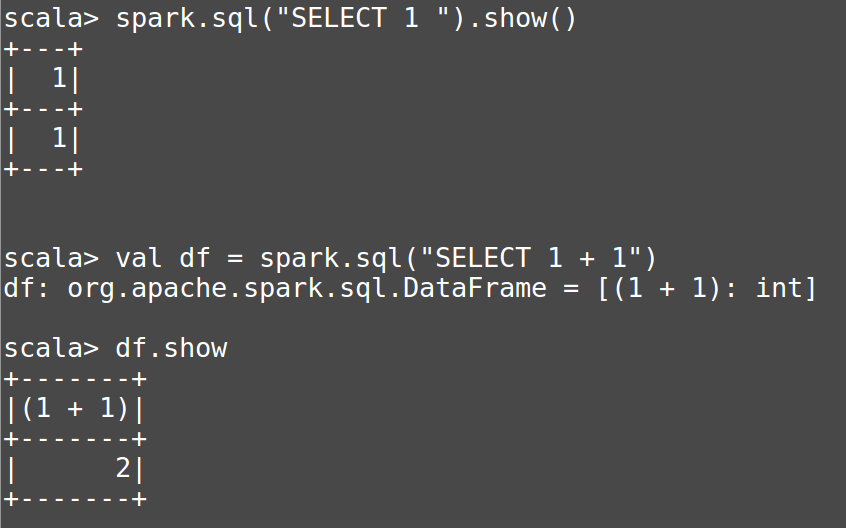 scala> spark.sql("SELECT 1 ").show()
+---+
|  1|
+---+
|  1|
+---+
scala> val df = spark.sql("SELECT 1 + 1")
df: org.apache.spark.sql.DataFrame = [(1 + 1): int]
scala> df.show
+-------+
|(1 + 1)|
+-------+
|      2|
+-------+